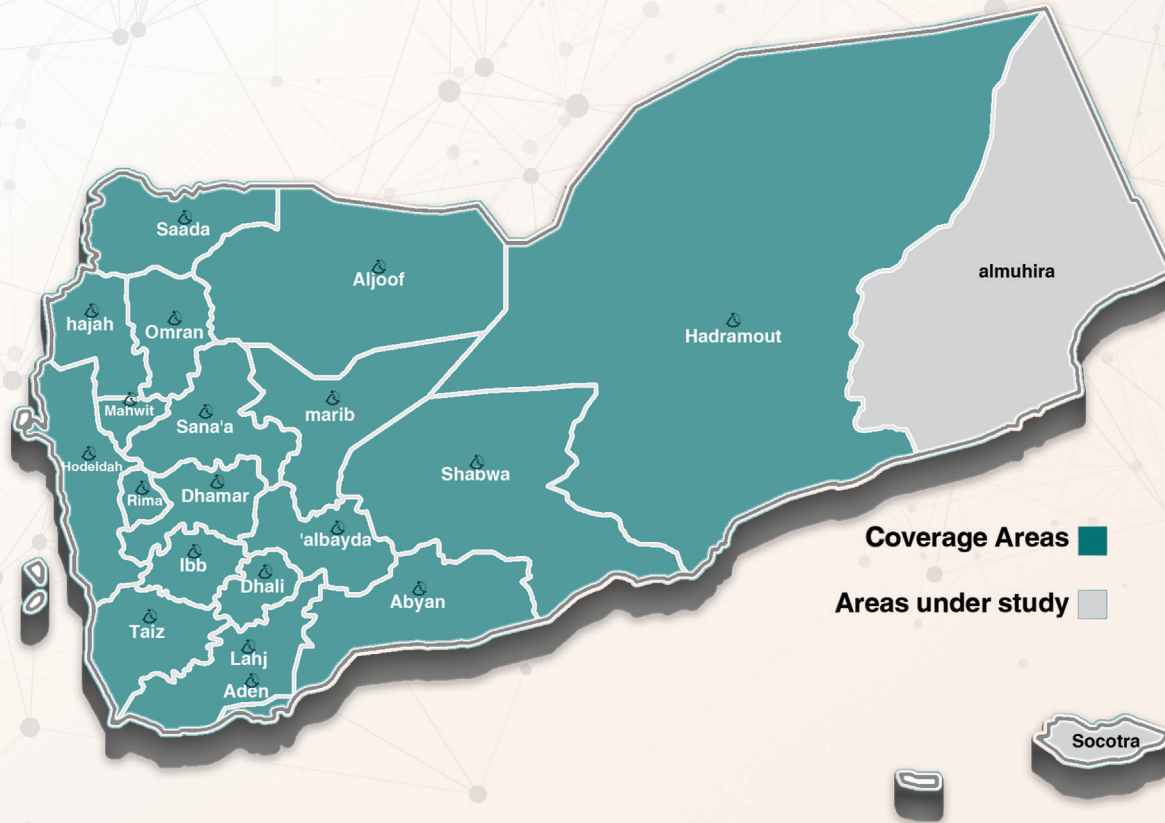 Saada
Aljoof
almuhira
hajah
Omran
Hadramout
Mahwit
marib
Sana'a
Hodeidah
Shabwa
Rima
Dhamar
'albayda
Coverage Areas
Ibb
Dhali
Abyan
Areas under study
Taiz
Lahj
Aden
Socotra